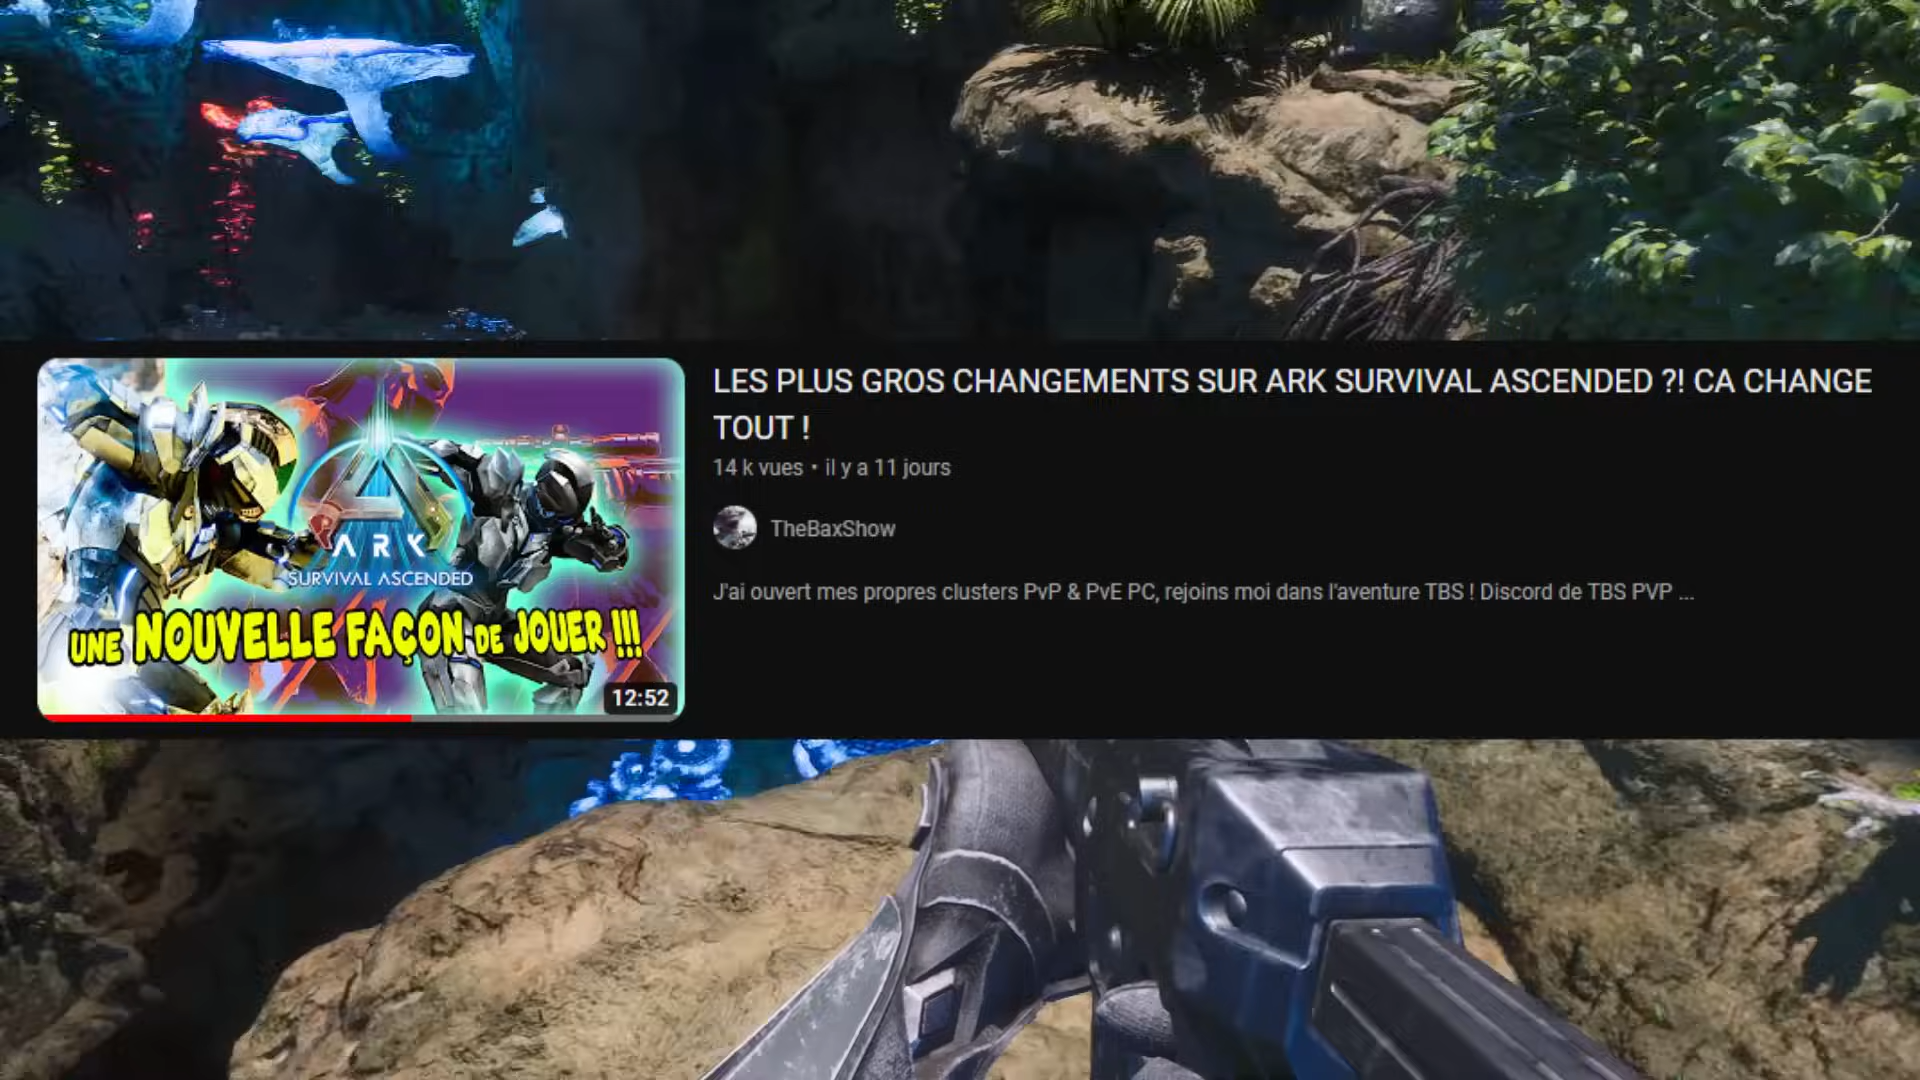 LES PLUS GROS CHANGEMENTS SUR ARK SURVIVAL ASCENDED ?! CA CHANGE
TOUT !
14 k vues • il y a 11 jours
TheBaxShow
J'ai ouvert mes propres clusters PvP & PvE PC, rejoins moi dans l'aventure TBS ! Discord de TBS PVP ...
ARK
SURVIVAL ASCENDED
UNE NOUVELLE FAÇON DE JOUER !!!
12:52